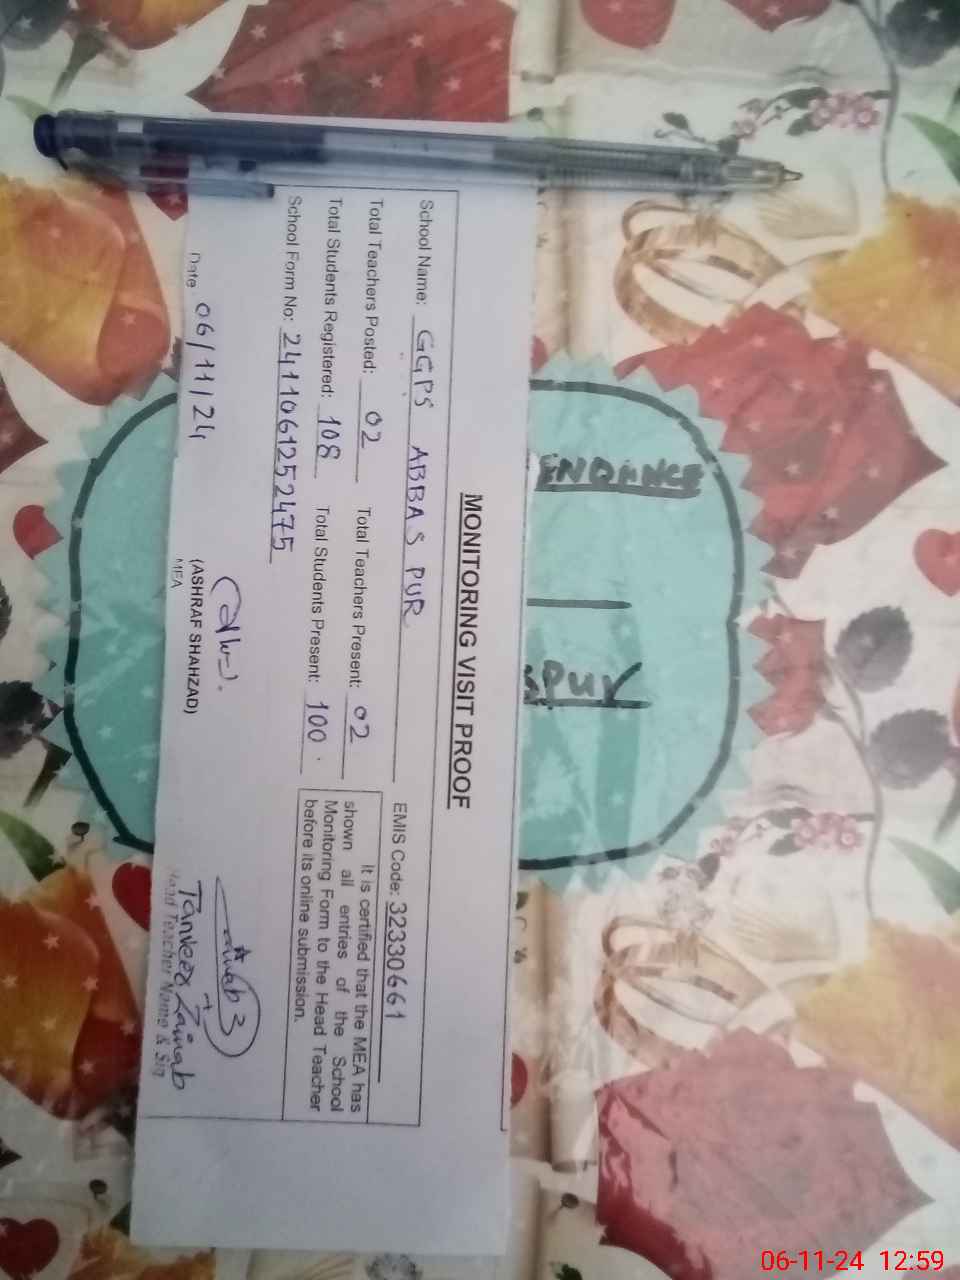 MONITORING VISIT PROOF
School Name: GGPS ABBAS PUR EMIS Code: 32330661
Total Teachers Posted: 02 Total Teachers Present: 02
Total Students Registered: 108 Total Students Present: 100
School Form No: 2411061252475
It is certified that the MEA has
shown all entries of the School
Monitoring Form to the Head Teacher
before its online submission.
Date 06/11/24
(ASHRAF SHAHZAD)
MEA
Tanveer Zainab
Head Teacher Name & Sig
ENDANCE
PUR
06-11-24 12:59